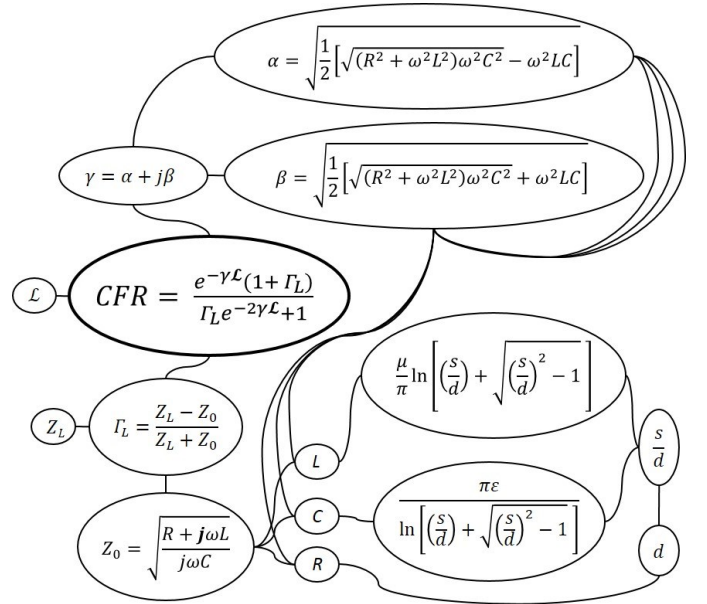 α = √(1/2 [√((R² + ω²L²)ω²C²) − ω²LC])
γ = α + jβ
β = √(1/2 [√((R² + ω²L²)ω²C²) + ω²LC])
ℒ
CFR = e^(−γℒ)(1+ Γ_L) / (Γ_L e^(−2γℒ)+1)
μ/π ln[(s/d) + √((s/d)² − 1)]
Z_L
Γ_L = (Z_L − Z_0)/(Z_L + Z_0)
s/d
L
C
πε / ln[(s/d) + √((s/d)² − 1)]
Z_0 = √((R + jωL)/(jωC))
R
d